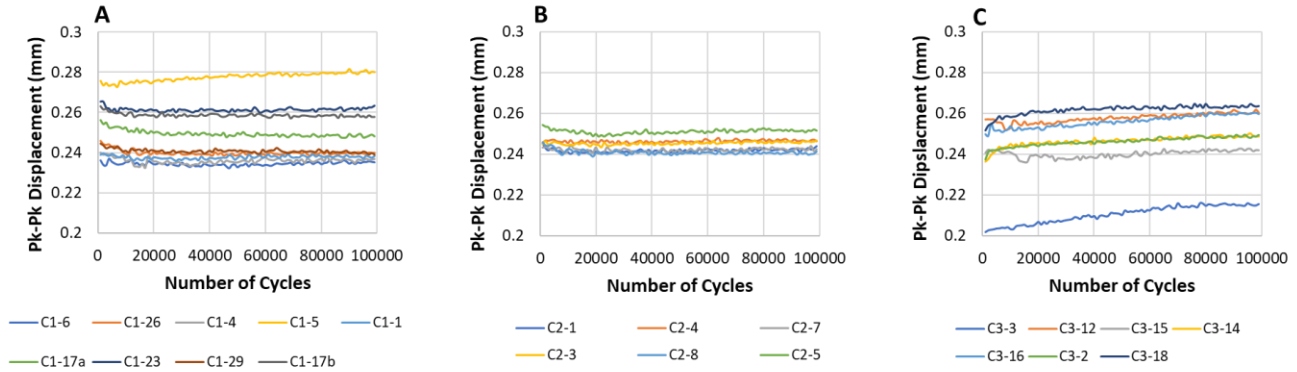 A
Pk-Pk Displacement (mm)
0.3
0.28
0.26
0.24
0.22
0.2
0 20000 40000 60000 80000 100000
Number of Cycles
C1-6 C1-26 C1-4 C1-5 C1-1
C1-17a C1-23 C1-29 C1-17b
B
Pk-Pk Displacement (mm)
0.3
0.28
0.26
0.24
0.22
0.2
0 20000 40000 60000 80000 100000
Number of Cycles
C2-1 C2-4 C2-7
C2-3 C2-8 C2-5
C
Pk-Pk Dipslacment (mm)
0.3
0.28
0.26
0.24
0.22
0.2
0 20000 40000 60000 80000 100000
Number of Cycles
C3-3 C3-12 C3-15 C3-14
C3-16 C3-2 C3-18